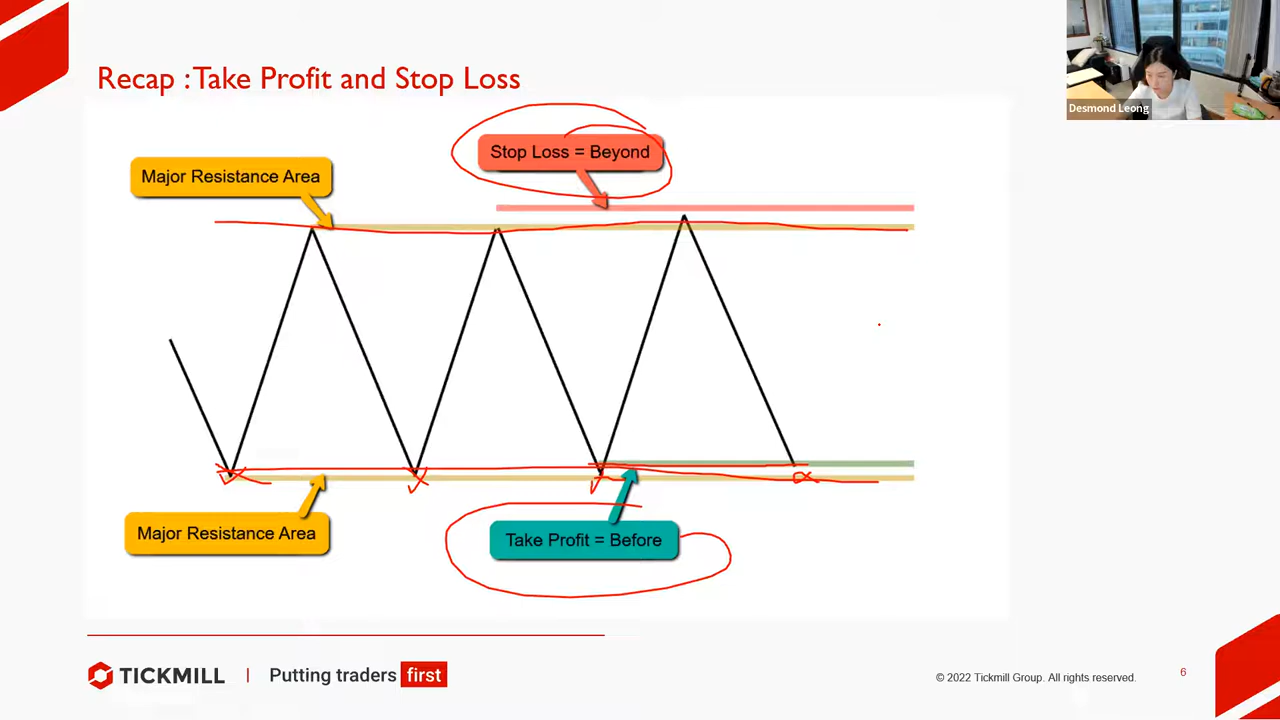 Recap : Take Profit and Stop Loss
Desmond Leong
Stop Loss = Beyond
Major Resistance Area
Major Resistance Area
Take Profit = Before
TICKMILL | Putting traders first
© 2022 Tickmill Group. All rights reserved.
6